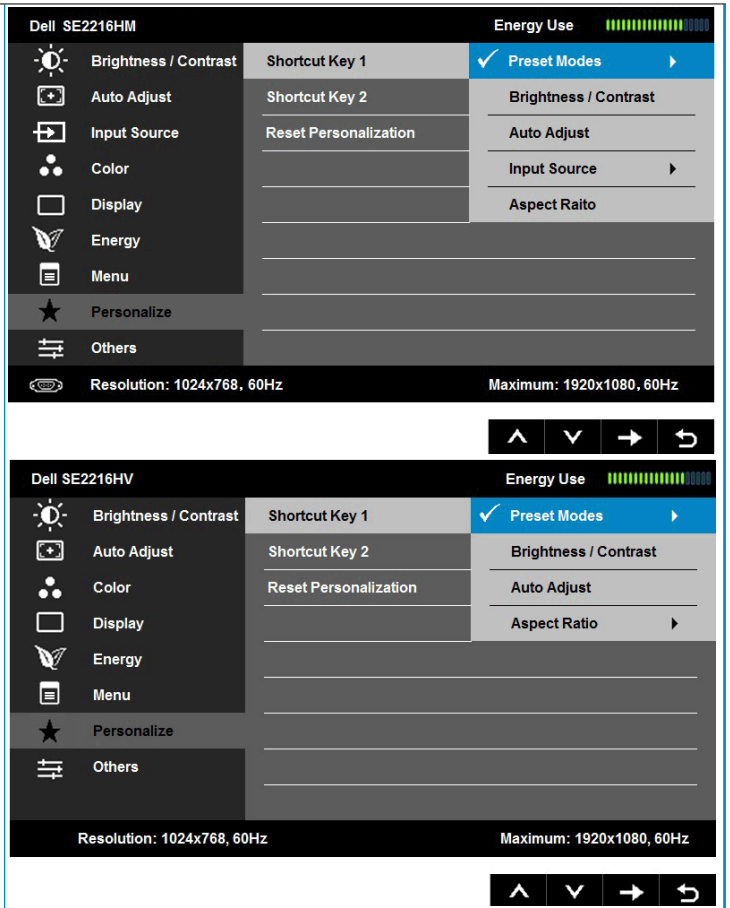 Dell SE2216HM Energy Use
Brightness / Contrast Shortcut Key 1 Preset Modes
Auto Adjust Shortcut Key 2 Brightness / Contrast
Input Source Reset Personalization Auto Adjust
Color Input Source
Display Aspect Raito
Energy
Menu
Personalize
Others
Resolution: 1024x768, 60Hz Maximum: 1920x1080, 60Hz
Dell SE2216HV Energy Use
Brightness / Contrast Shortcut Key 1 Preset Modes
Auto Adjust Shortcut Key 2 Brightness / Contrast
Color Reset Personalization Auto Adjust
Display Aspect Ratio
Energy
Menu
Personalize
Others
Resolution: 1024x768, 60Hz Maximum: 1920x1080, 60Hz